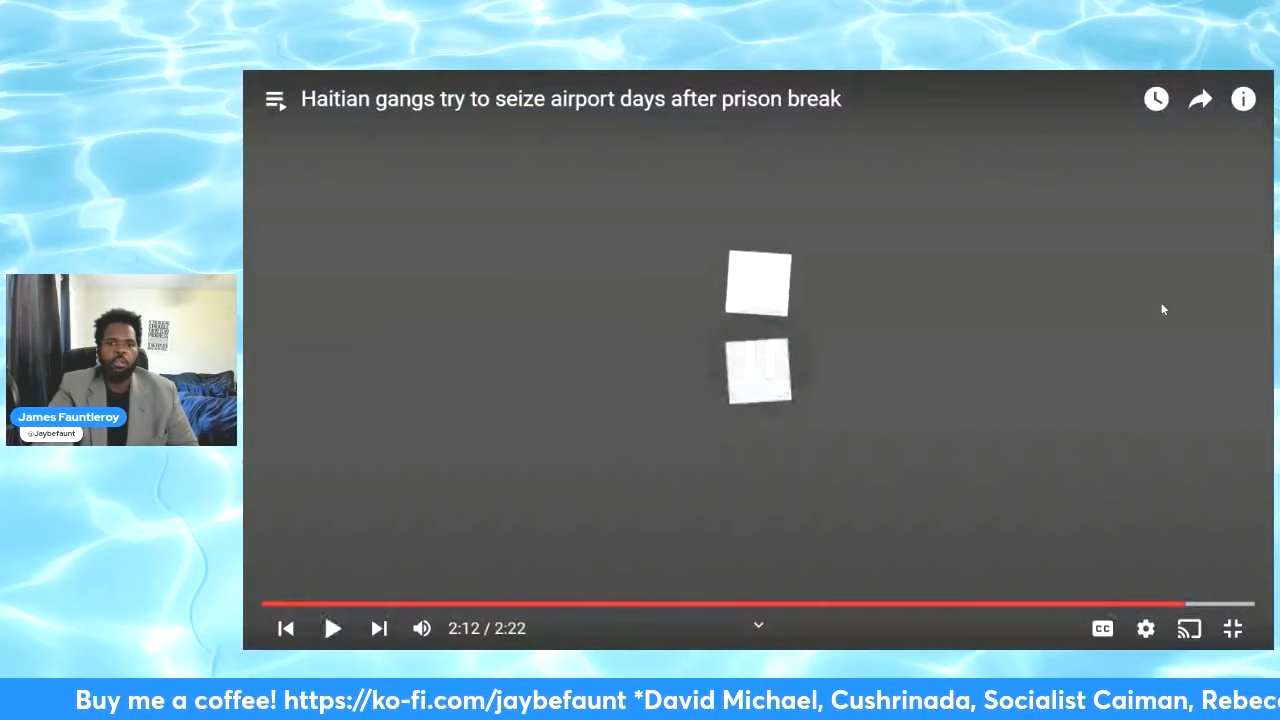 Haitian gangs try to seize airport days after prison break
James Fauntleroy
@Jaybefaunt
2:12 / 2:22
CC
Buy me a coffee! https://ko-fi.com/jaybefaunt *David Michael, Cushrinada, Socialist Caiman,